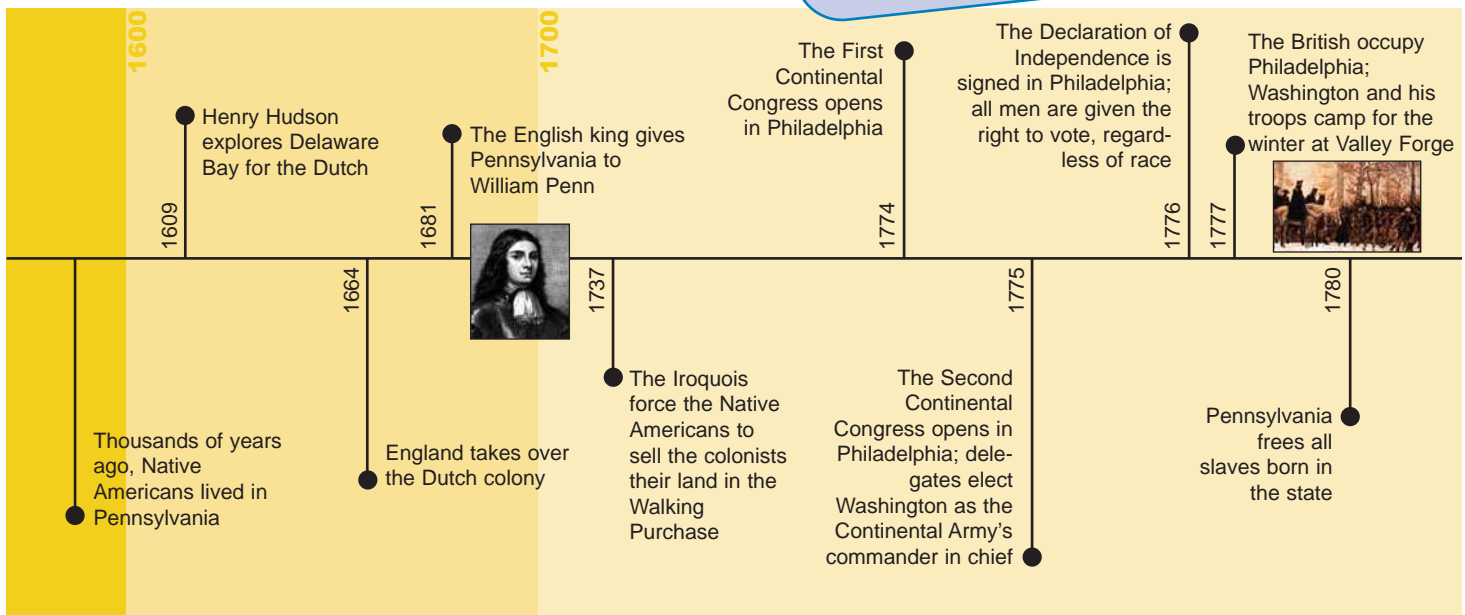 1600
1700
1609
Henry Hudson
explores Delaware
Bay for the Dutch
1681
The English king gives
Pennsylvania to
William Penn
1774
The First
Continental
Congress opens
in Philadelphia
1776
The Declaration of
Independence is
signed in Philadelphia;
all men are given the
right to vote, regard-
less of race
1777
The British occupy
Philadelphia;
Washington and his
troops camp for the
winter at Valley Forge
Thousands of years
ago, Native
Americans lived in
Pennsylvania
1664
England takes over
the Dutch colony
1737
The Iroquois
force the Native
Americans to
sell the colonists
their land in the
Walking
Purchase
1775
The Second
Continental
Congress opens in
Philadelphia; dele-
gates elect
Washington as the
Continental Army’s
commander in chief
1780
Pennsylvania
frees all
slaves born in
the state